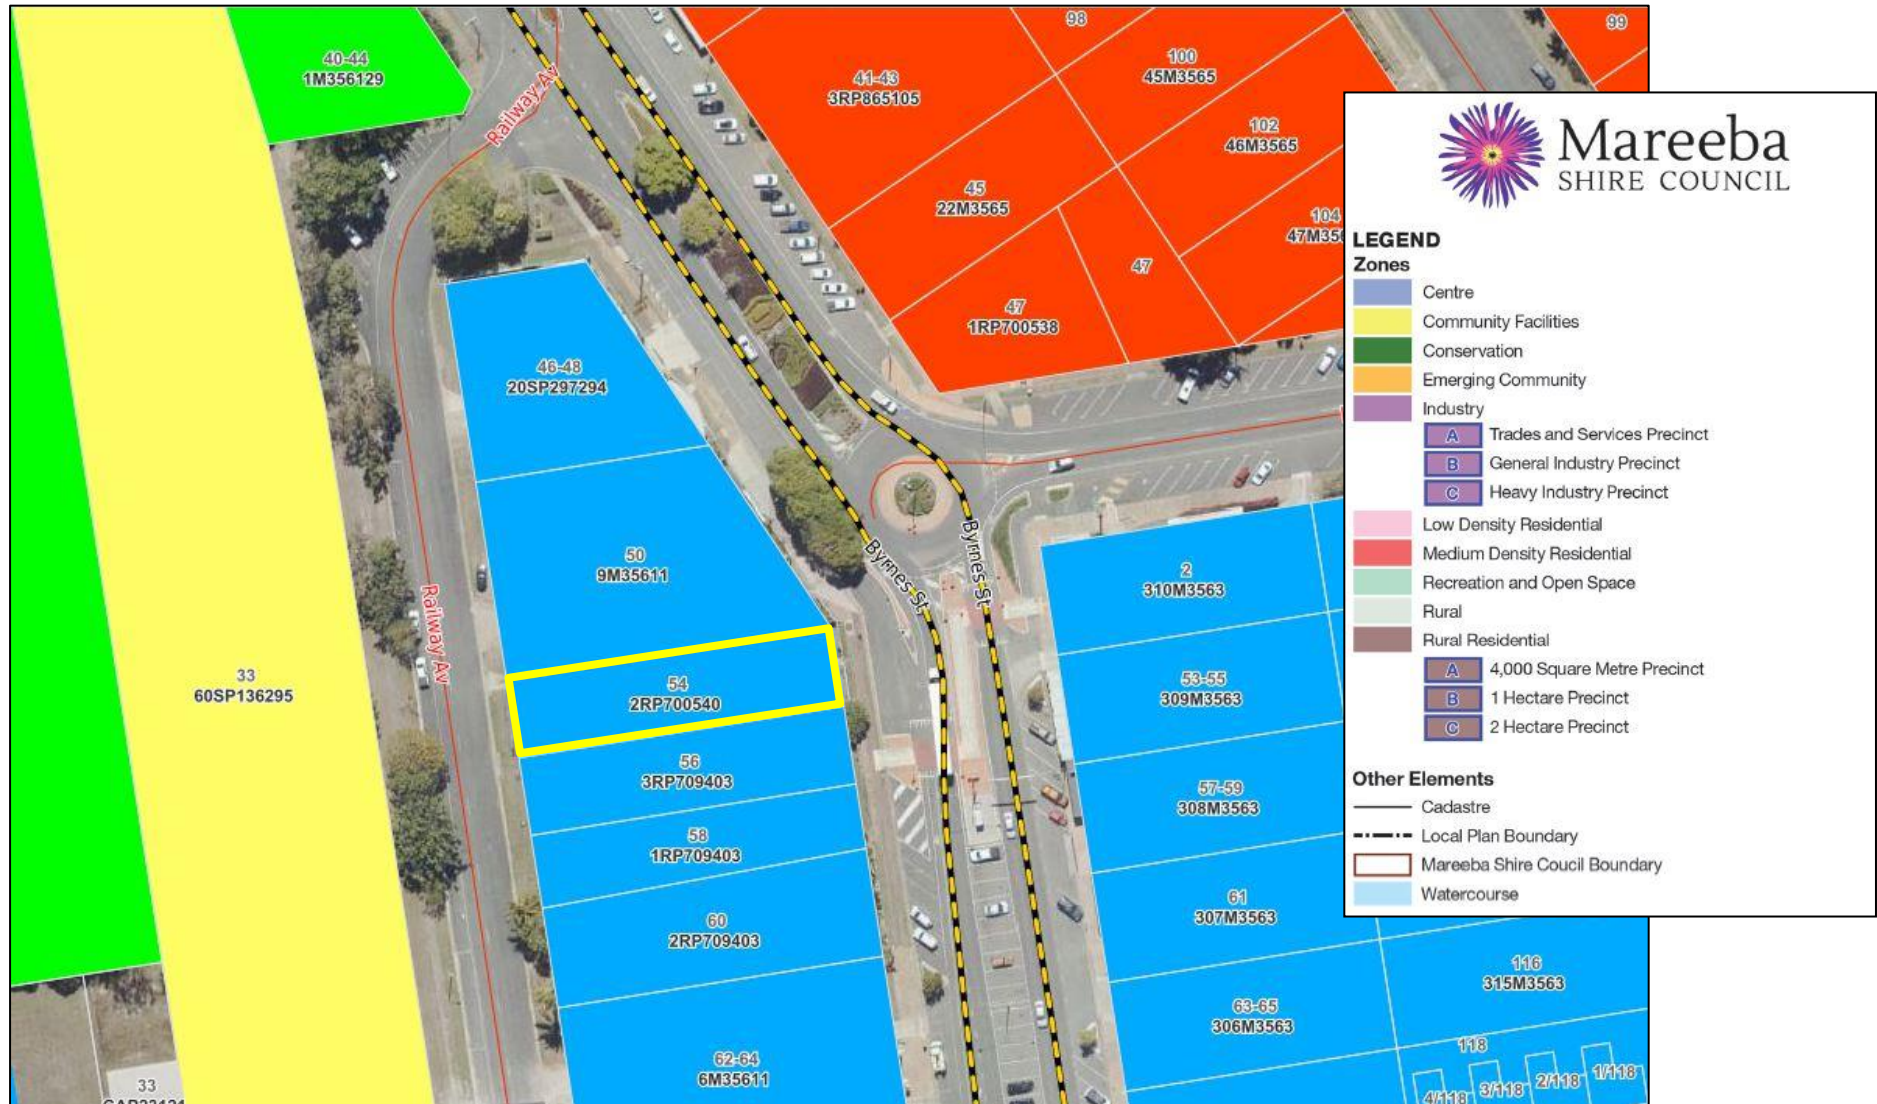 40-44
1M356129
98
99
100
45M3565
41-43
3RP865105
Railway Av
102
46M3565
45
22M3565
104
47
47
1RP700538
46-48
20SP297294
50
9M35611
Byrnes St
Byrnes St
2
310M3563
Railway Av
33
60SP136295
54
2RP700540
53-55
309M3563
56
3RP709403
57-59
308M3563
58
1RP709403
61
307M3563
60
2RP709403
116
315M3563
63-65
306M3563
62-64
6M35611
118
4/118
3/118
2/118
1/118
33
Mareeba
SHIRE COUNCIL
LEGEND
Zones
Centre
Community Facilities
Conservation
Emerging Community
Industry
A Trades and Services Precinct
B General Industry Precinct
C Heavy Industry Precinct
Low Density Residential
Medium Density Residential
Recreation and Open Space
Rural
Rural Residential
A 4,000 Square Metre Precinct
B 1 Hectare Precinct
C 2 Hectare Precinct
Other Elements
Cadastre
Local Plan Boundary
Mareeba Shire Coucil Boundary
Watercourse